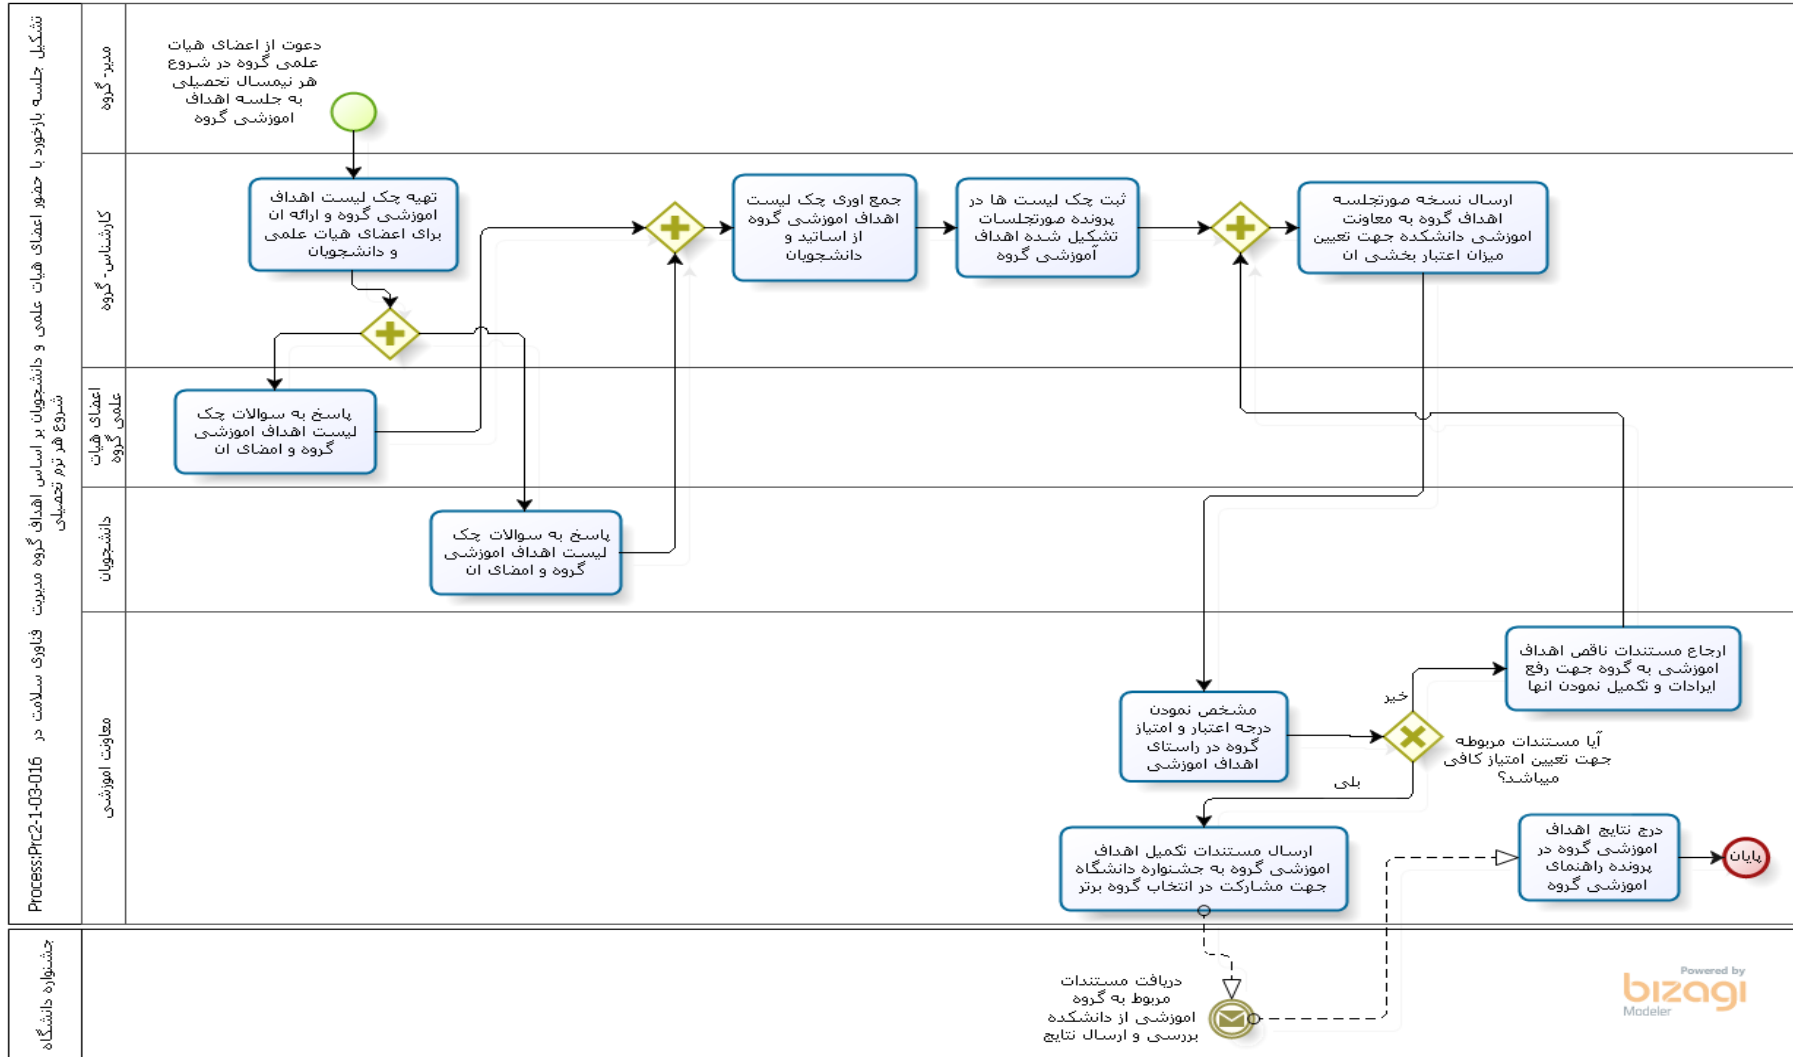 تشکیل جلسه بازخورد با حضور اعضای هیات علمی و دانشجویان بر اساس اهداف گروه مدیریت فناوری سلامت در Process:Prc2-1-03-016
شروع هر ترم تحصیلی
مدیر- گروه
دعوت از اعضای هیات
علمی گروه در شروع
هر نیمسال تحصیلی
به جلسه اهداف
اموزشی گروه
کارشناس- گروه
تهیه چک لیست اهداف
اموزشی گروه و ارائه ان
برای اعضای هیات علمی
و دانشجویان
جمع اوری چک لیست
اهداف اموزشی گروه
از اساتید و
دانشجویان
ثبت چک لیست ها در
پرونده صورتجلسات
تشکیل شده اهداف
آموزشی گروه
ارسال نسخه صورتجلسه
اهداف گروه به معاونت
اموزشی دانشکده جهت تعیین
میزان اعتبار بخشی ان
اعضای هیات
علمی گروه
پاسخ به سوالات چک
لیست اهداف اموزشی
گروه و امضای ان
دانشجویان
پاسخ به سوالات چک
لیست اهداف اموزشی
گروه و امضای ان
معاونت اموزشی
ارجاع مستندات ناقص اهداف
اموزشی به گروه جهت رفع
ایرادات و تکمیل نمودن انها
خیر
مشخص نمودن
درجه اعتبار و امتیاز
گروه در راستای
اهداف اموزشی
آیا مستندات مربوطه
جهت تعیین امتیاز کافی
میباشد؟
بلی
ارسال مستندات تکمیل اهداف
اموزشی گروه به جشنواره دانشگاه
جهت مشارکت در انتخاب گروه برتر
درج نتایج اهداف
اموزشی گروه در
پرونده راهنمای
اموزشی گروه
پایان
جشنواره دانشگاه
دریافت مستندات
مربوط به گروه
اموزشی از دانشکده
بررسی و ارسال نتایج
Powered by
bizagi
Modeler